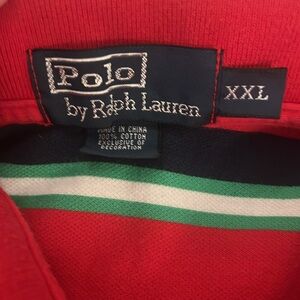 Polo
by Ralph Lauren
XXL
MADE IN CHINA
100% COTTON
EXCLUSIVE OF
DECORATION